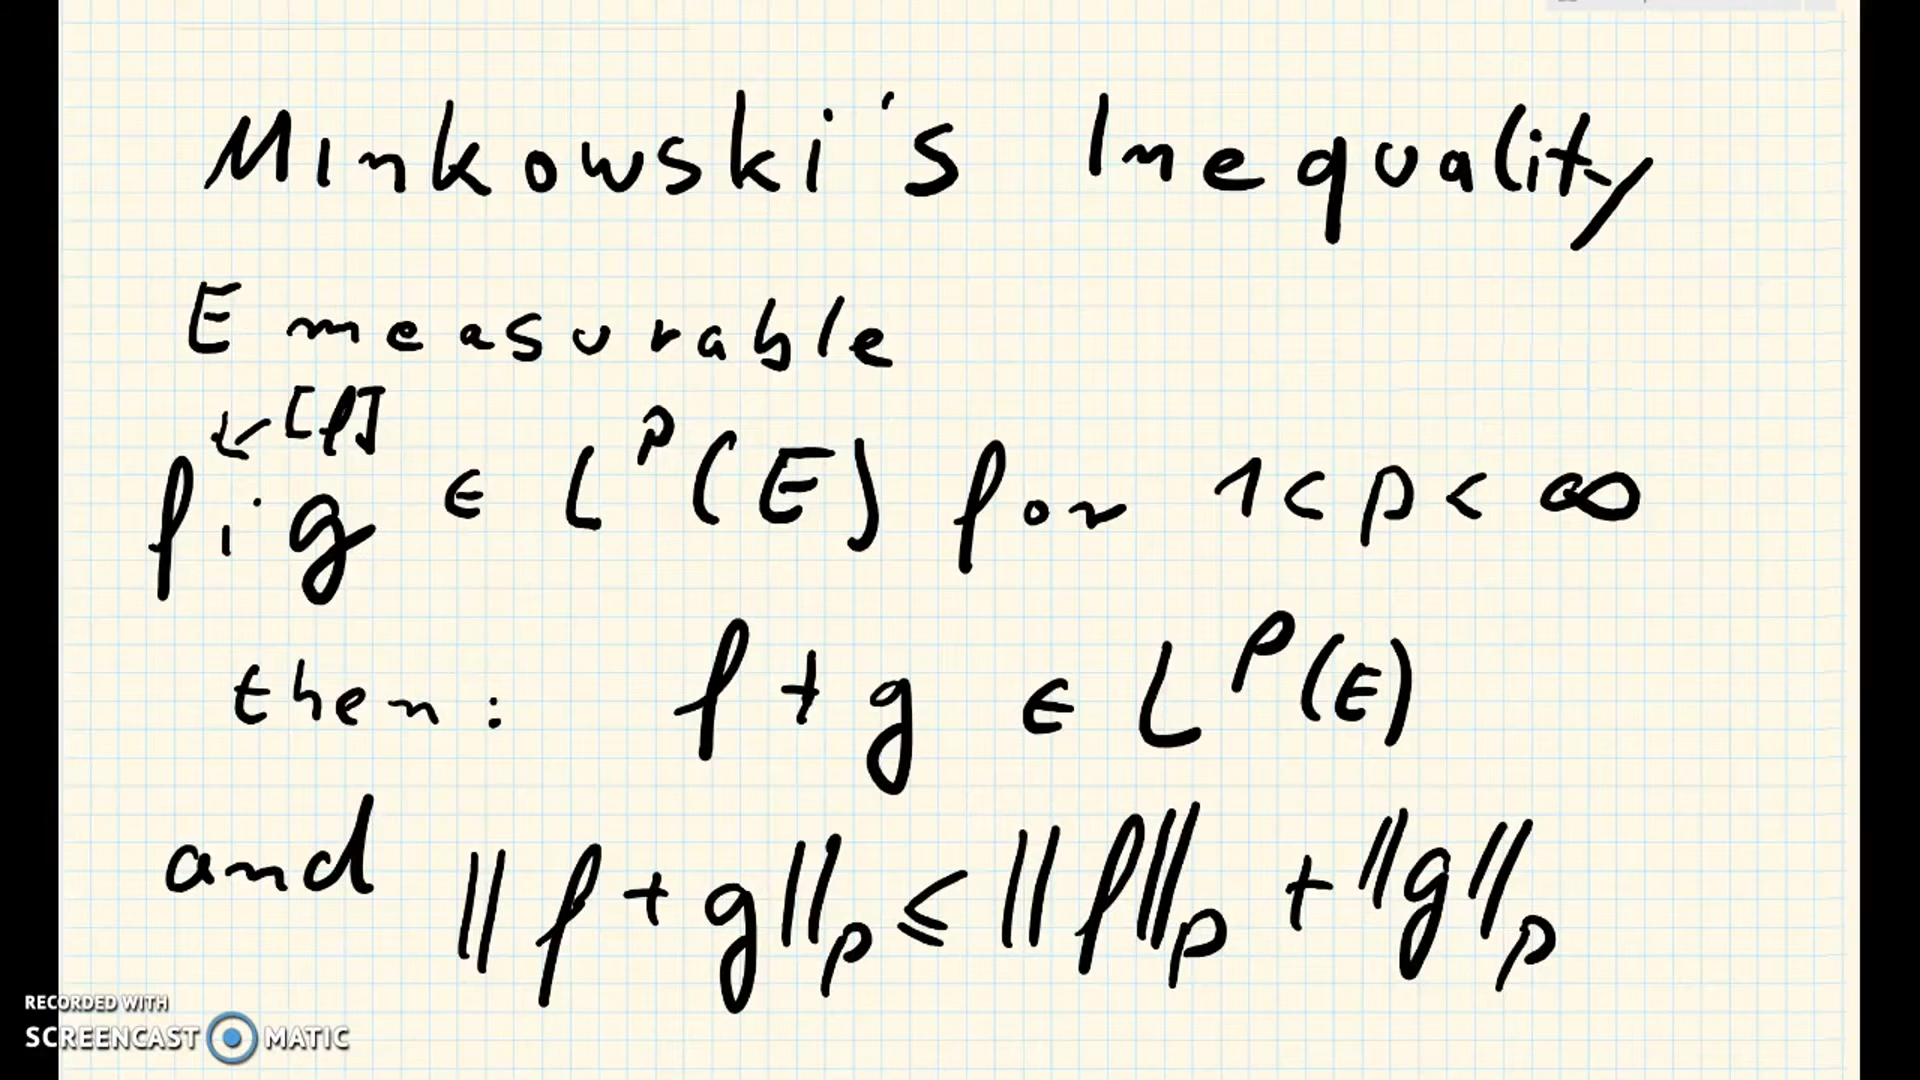 Minkowski's Inequality
E measurable
[f]
f, g ∈ L^p(E) for 1 < p < ∞
then: f + g ∈ L^p(E)
and ||f + g||_p ≤ ||f||_p + ||g||_p
RECORDED WITH
SCREENCAST MATIC